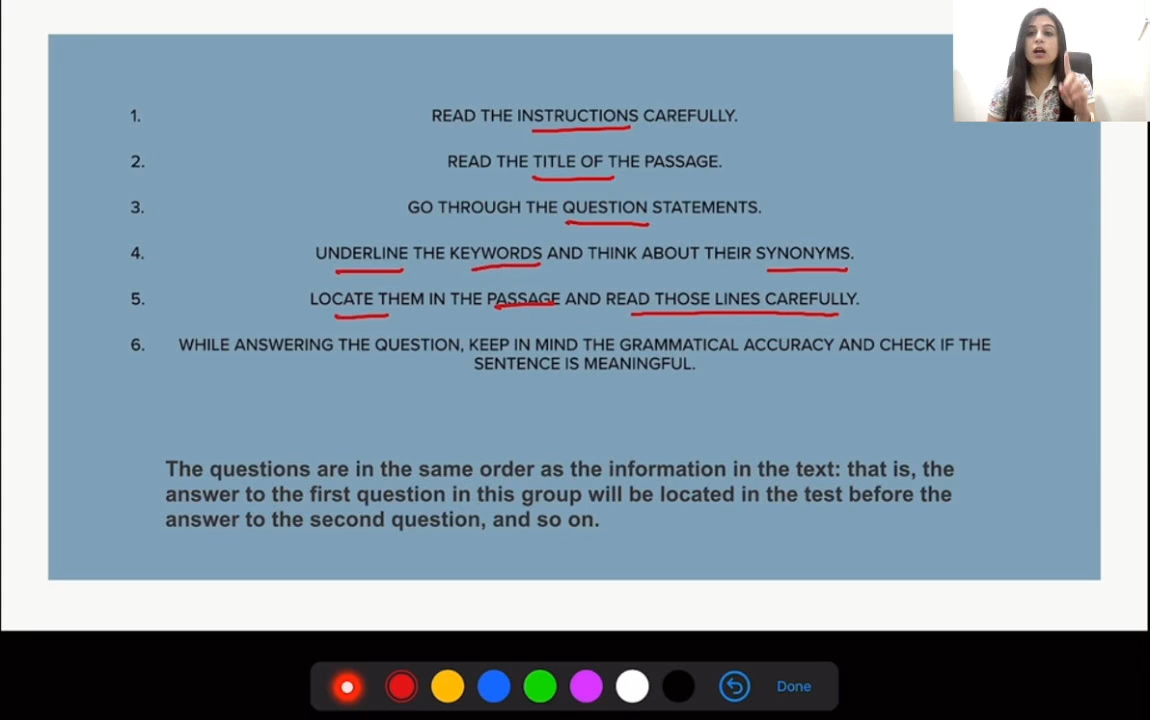 1. READ THE INSTRUCTIONS CAREFULLY.
2. READ THE TITLE OF THE PASSAGE.
3. GO THROUGH THE QUESTION STATEMENTS.
4. UNDERLINE THE KEYWORDS AND THINK ABOUT THEIR SYNONYMS.
5. LOCATE THEM IN THE PASSAGE AND READ THOSE LINES CAREFULLY.
6. WHILE ANSWERING THE QUESTION, KEEP IN MIND THE GRAMMATICAL ACCURACY AND CHECK IF THE
SENTENCE IS MEANINGFUL.
The questions are in the same order as the information in the text: that is, the
answer to the first question in this group will be located in the test before the
answer to the second question, and so on.
Done